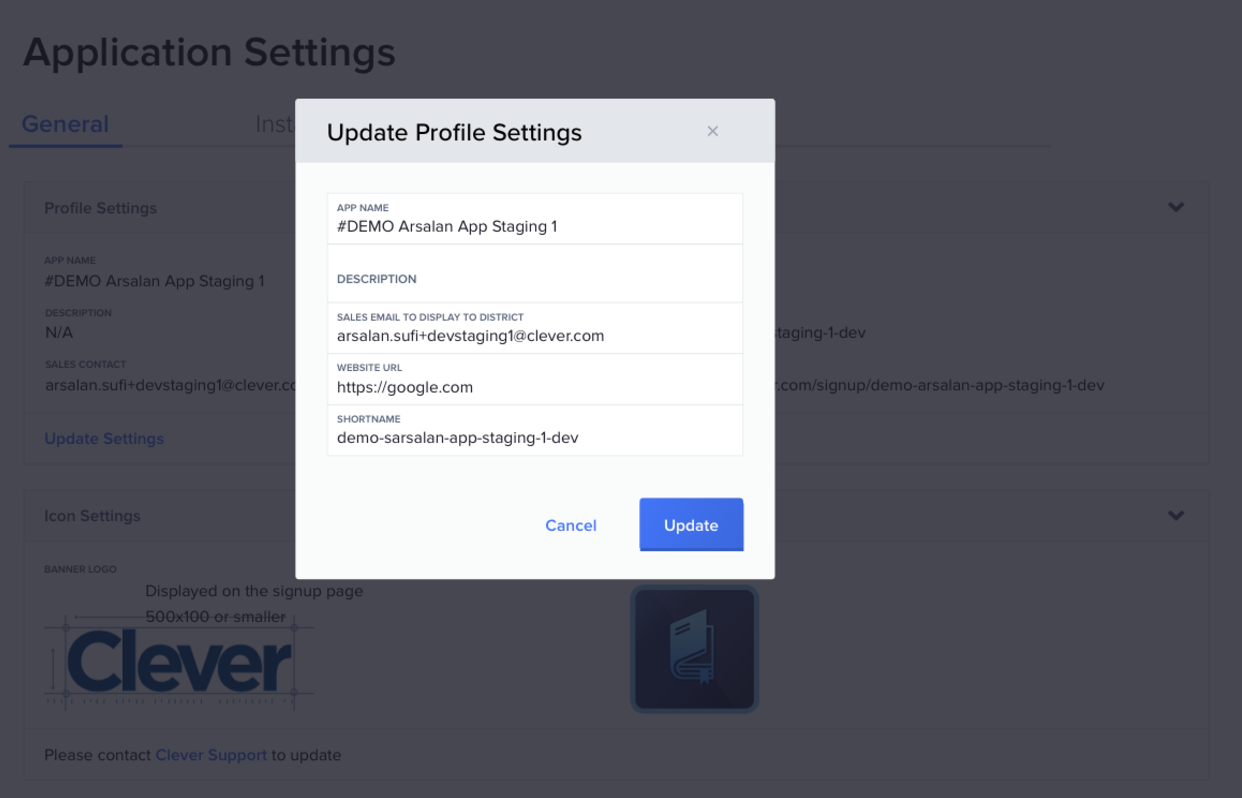 Application Settings
General
Inst
Update Profile Settings
×
Profile Settings
APP NAME
#DEMO Arsalan App Staging 1
DESCRIPTION
N/A
SALES CONTACT
arsalan.sufi+devstaging1@clever.co
taging-1-dev
.com/signup/demo-arsalan-app-staging-1-dev
Update Settings
APP NAME
#DEMO Arsalan App Staging 1
DESCRIPTION
SALES EMAIL TO DISPLAY TO DISTRICT
arsalan.sufi+devstaging1@clever.com
WEBSITE URL
https://google.com
SHORTNAME
demo-sarsalan-app-staging-1-dev
Cancel
Update
Icon Settings
BANNER LOGO
Displayed on the signup page
500x100 or smaller
Clever
Please contact Clever Support to update